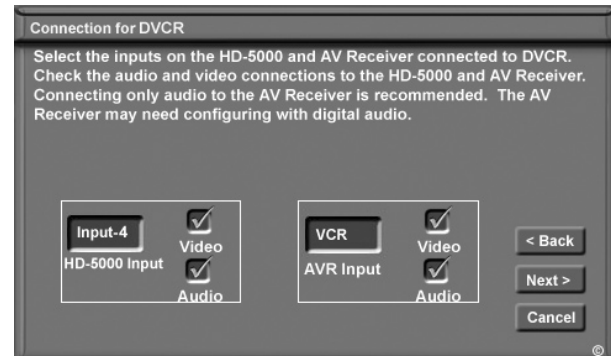 Connection for DVCR
Select the inputs on the HD-5000 and AV Receiver connected to DVCR.
Check the audio and video connections to the HD-5000 and AV Receiver.
Connecting only audio to the AV Receiver is recommended. The AV
Receiver may need configuring with digital audio.
Input-4
HD-5000 Input
Video
Audio
VCR
AVR Input
Video
Audio
< Back
Next >
Cancel
©